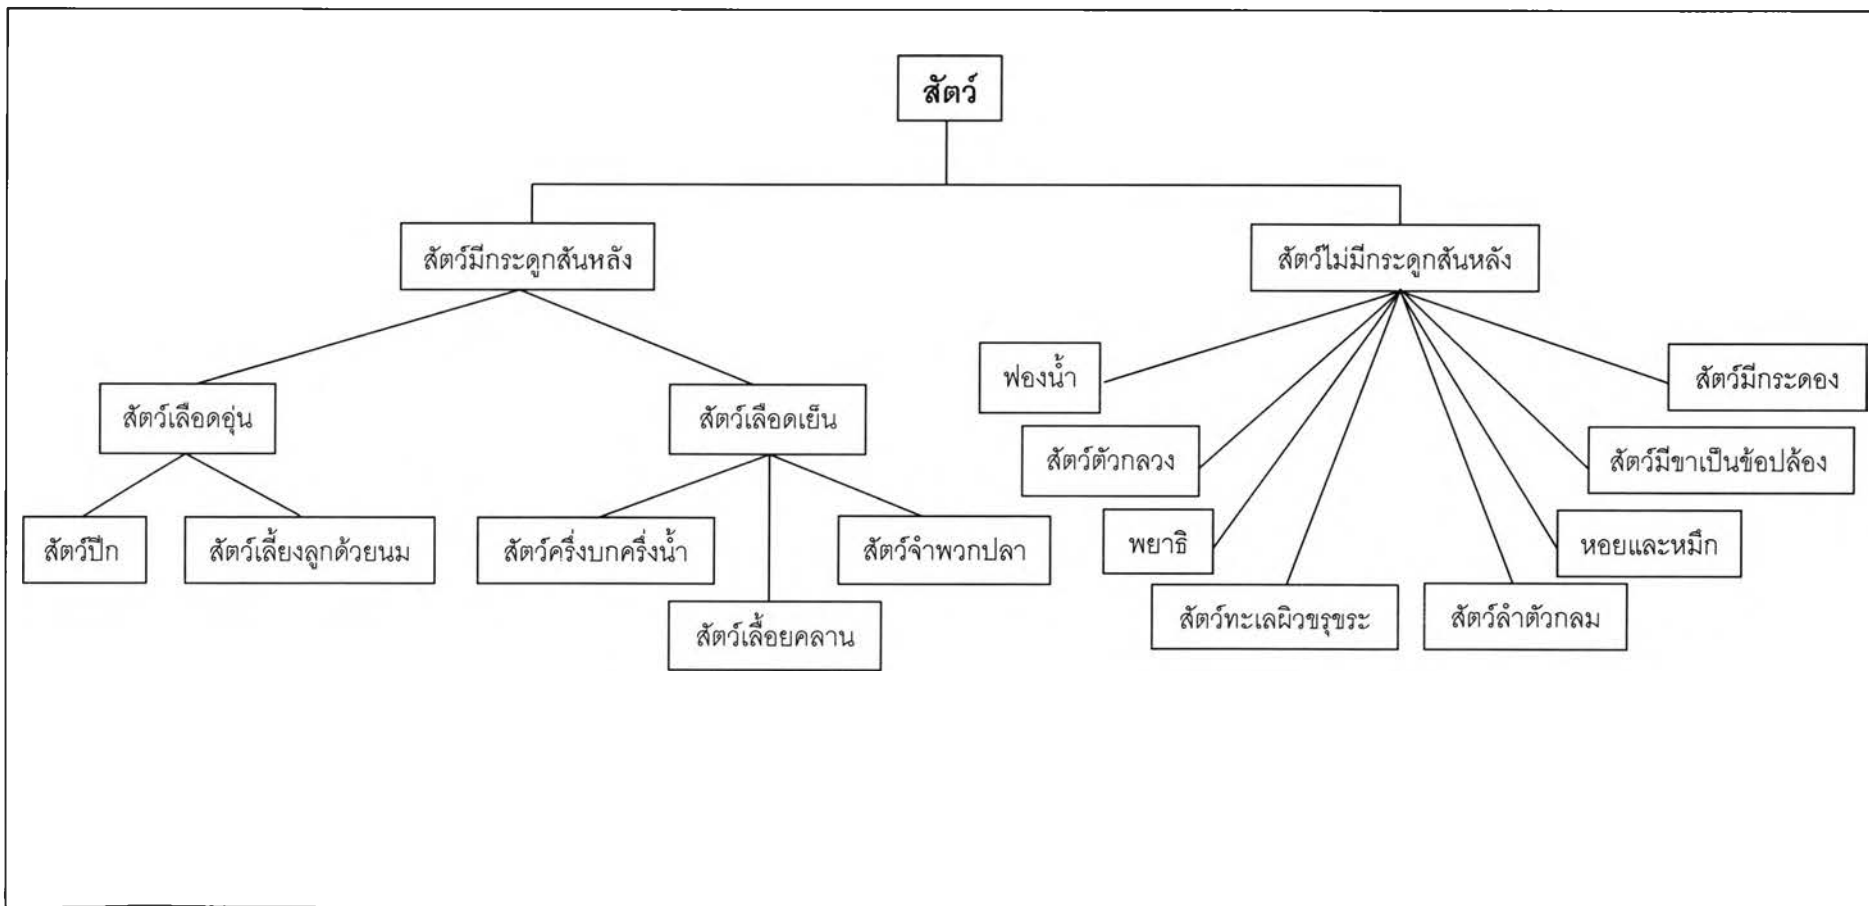 สัตว์
สัตว์มีกระดูกสันหลัง
สัตว์ไม่มีกระดูกสันหลัง
สัตว์เลือดอุ่น
สัตว์เลือดเย็น
สัตว์ปีก
สัตว์เลี้ยงลูกด้วยนม
สัตว์ครึ่งบกครึ่งน้ำ
สัตว์เลื้อยคลาน
สัตว์จำพวกปลา
ฟองน้ำ
สัตว์ตัวกลวง
พยาธิ
สัตว์ทะเลผิวขรุขระ
สัตว์ลำตัวกลม
หอยและหมึก
สัตว์มีขาเป็นข้อปล้อง
สัตว์มีกระดอง